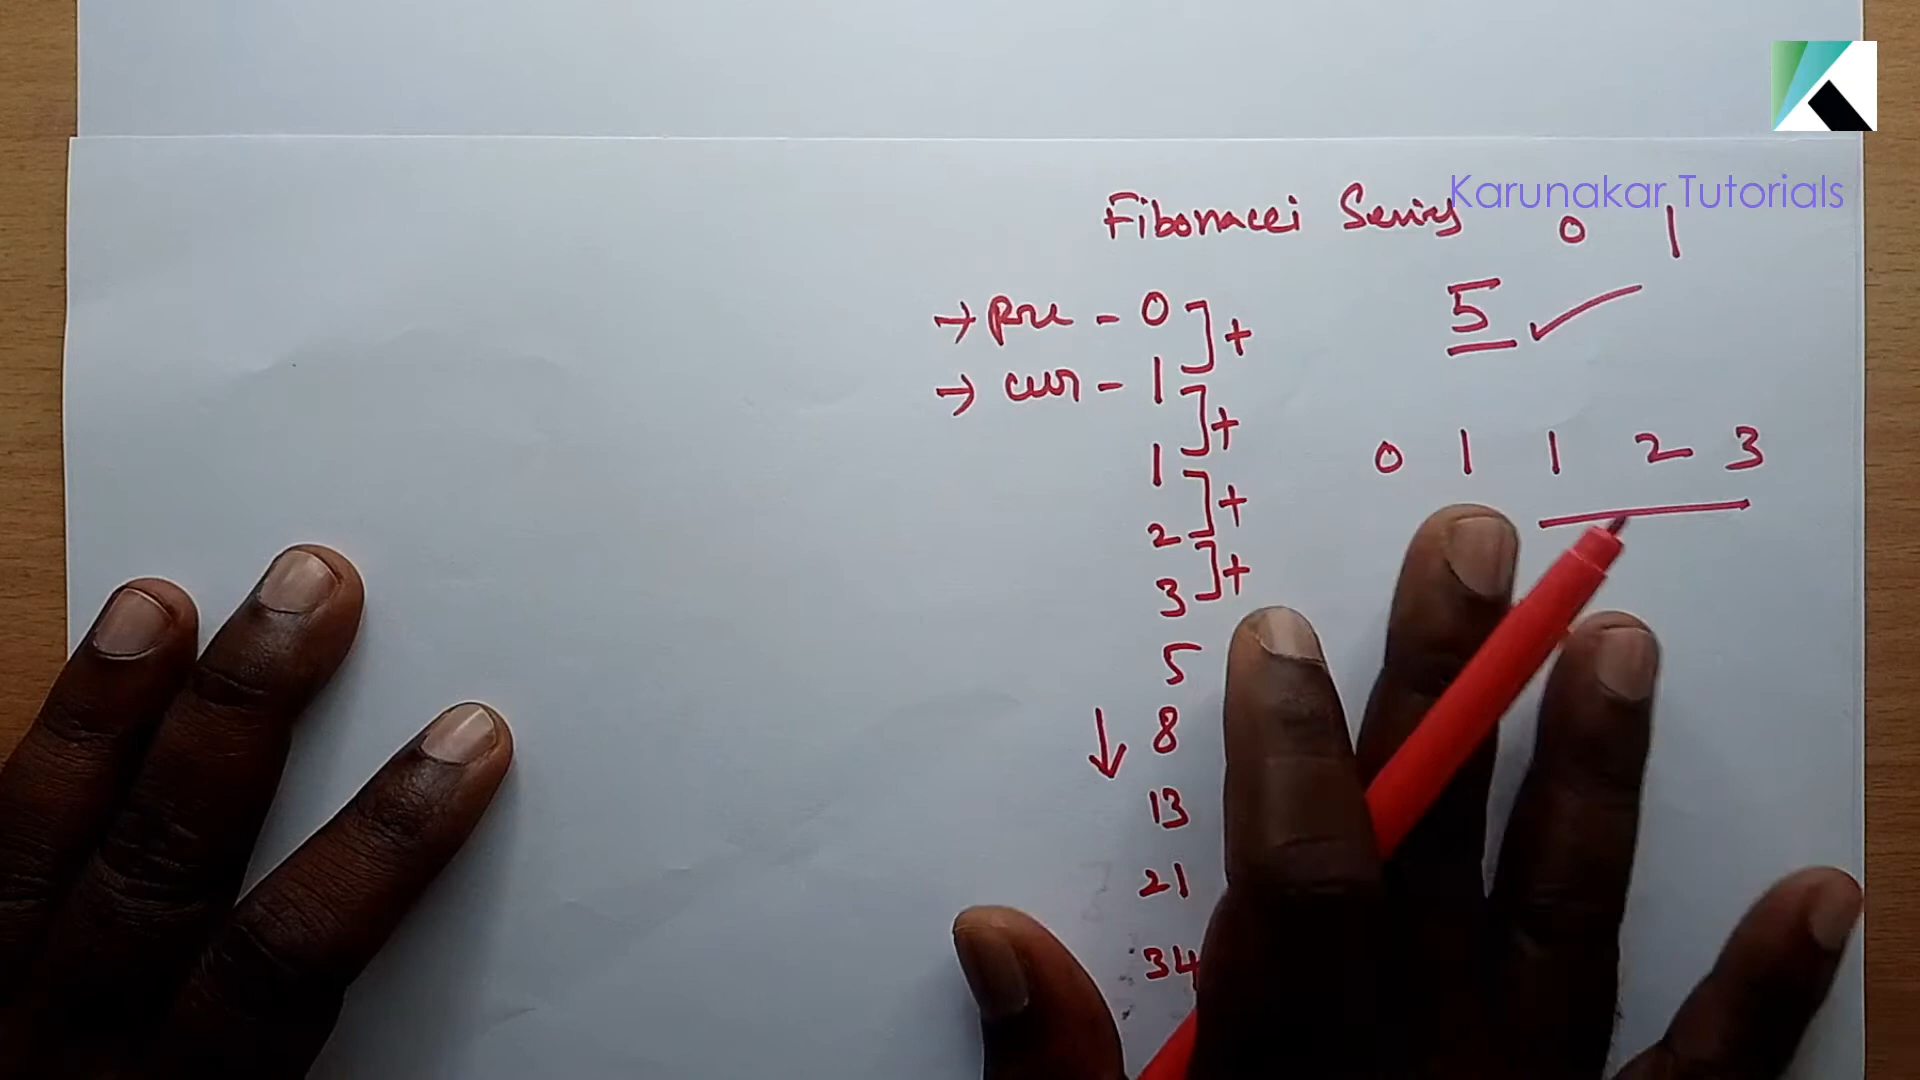 Karunakar Tutorials
Fibonacci Series 0 1
5
→ pre - 0 +
→ cur - 1 +
1 +
2 +
3
5
↓ 8
13
21
34
0 1 1 2 3